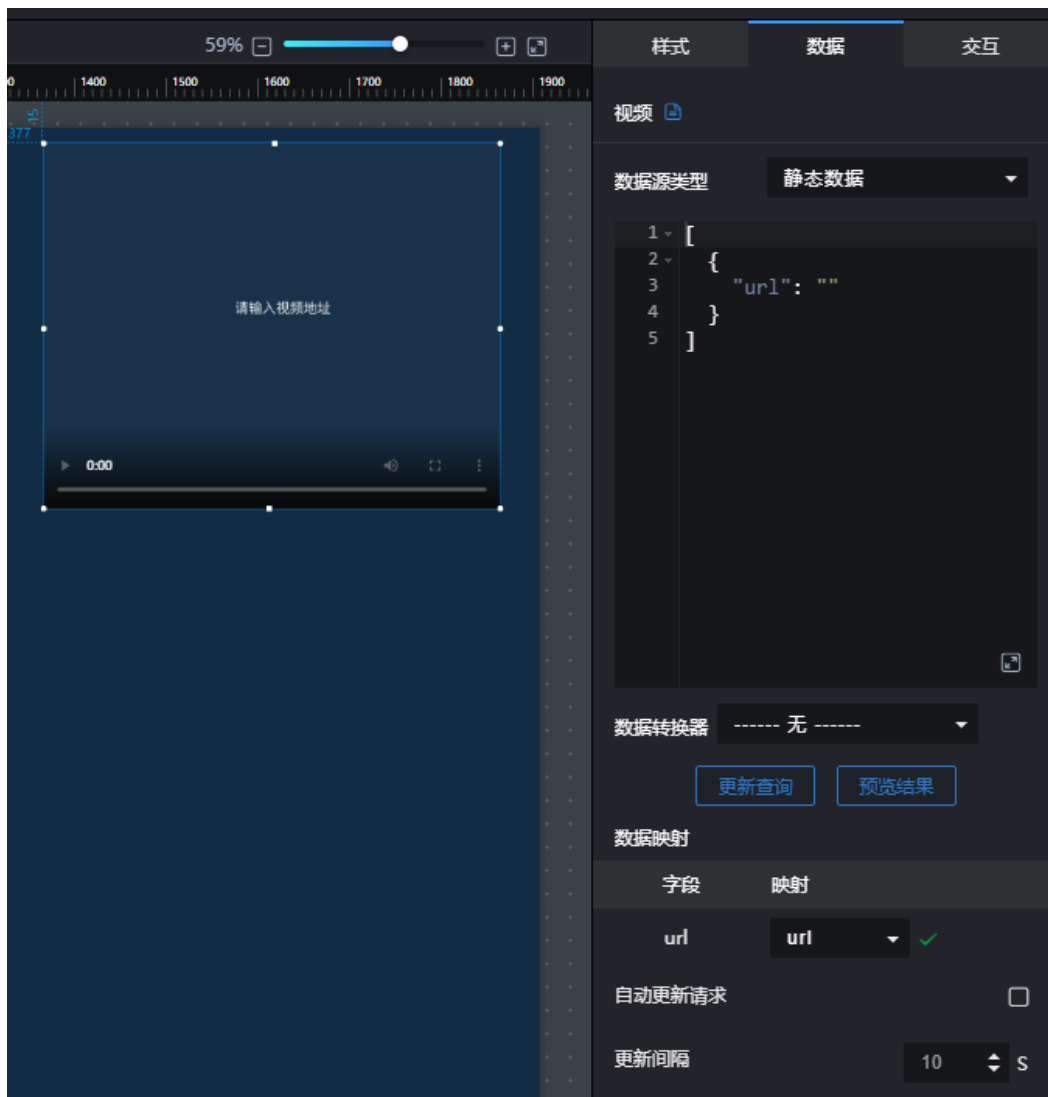 59%
样式 数据 交互
1400 1500 1600 1700 1800 1900
15
377
视频
数据源类型 静态数据
1 [
2 {
3 "url": ""
4 }
5 ]
请输入视频地址
0:00
数据转换器 ------ 无 ------
更新查询 预览结果
数据映射
字段 映射
url url
自动更新请求
更新间隔 10 S